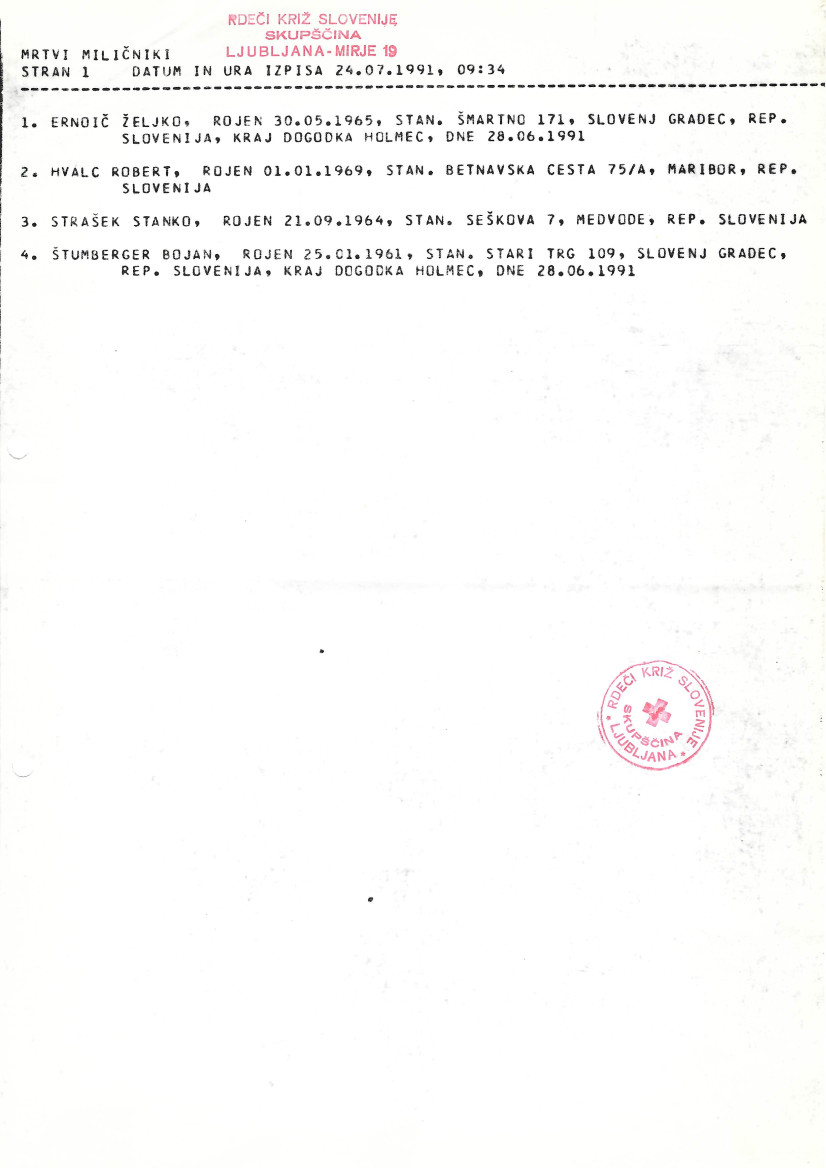 RDEČI KRIŽ SLOVENIJE
SKUPŠČINA
LJUBLJANA-MIRJE 19
MRTVI MILIČNIKI
STRAN 1 DATUM IN URA IZPISA 24.07.1991, 09:34
1. ERNOIČ ŽELJKO, ROJEN 30.05.1965, STAN. ŠMARTNO 171, SLOVENJ GRADEC, REP.
SLOVENIJA, KRAJ DOGODKA HOLMEC, DNE 28.06.1991
2. HVALC ROBERT, ROJEN 01.01.1969, STAN. BETNAVSKA CESTA 75/A, MARIBOR, REP.
SLOVENIJA
3. STRAŠEK STANKO, ROJEN 21.09.1964, STAN. SEŠKOVA 7, MEDVODE, REP. SLOVENIJA
4. ŠTUMBERGER BOJAN, ROJEN 25.01.1961, STAN. STARI TRG 109, SLOVENJ GRADEC,
REP. SLOVENIJA, KRAJ DOGODKA HOLMEC, DNE 28.06.1991
RDEČI KRIŽ SLOVENIJE
SKUPŠČINA
LJUBLJANA